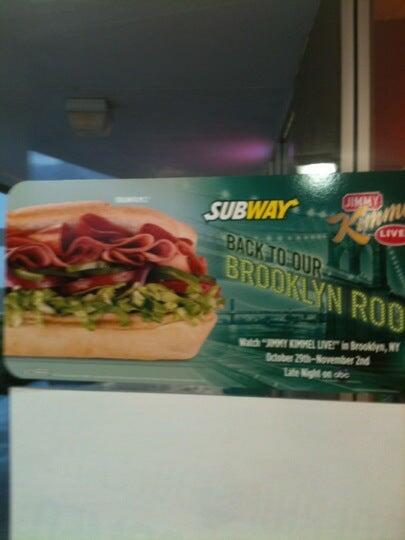 SUBWAY
JIMMY
Kimme
LIVE
BACK TO OUR
BROOKLYN ROO
Watch "JIMMY KIMMEL LIVE!" in Brooklyn, NY
October 29th-November 2nd
Late Night on abc